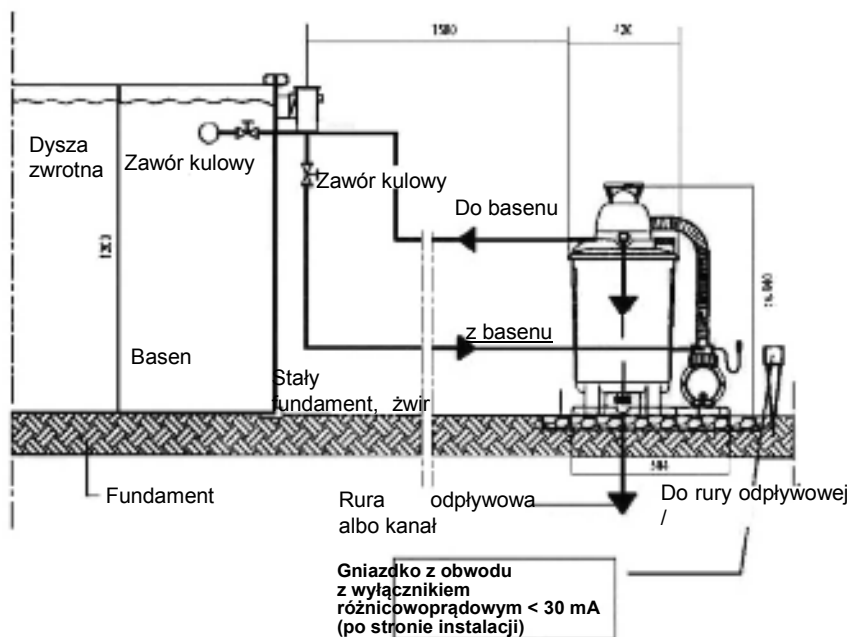 Dysza
zwrotna
Zawór kulowy
Zawór kulowy
Do basenu
z basenu
Basen
Stały
fundament, żwir
Fundament
Rura odpływowa
albo kanał
Do rury odpływowej
/
Gniazdko z obwodu
z wyłącznikiem
różnicowoprądowym < 30 mA
(po stronie instalacji)